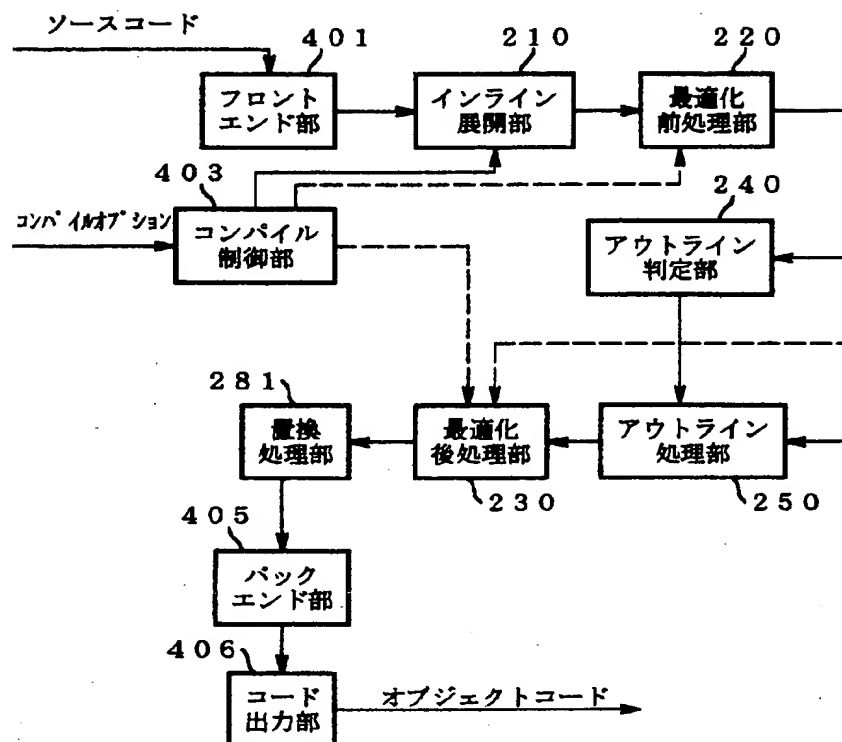 ソースコード
401
210
220
フロント
エンド部
インライン
展開部
最適化
前処理部
403
240
コンパイルオプション
コンパイル
制御部
アウトライン
判定部
281
置換
処理部
最適化
後処理部
アウトライン
処理部
230
250
405
バック
エンド部
406
コード
出力部
オブジェクトコード